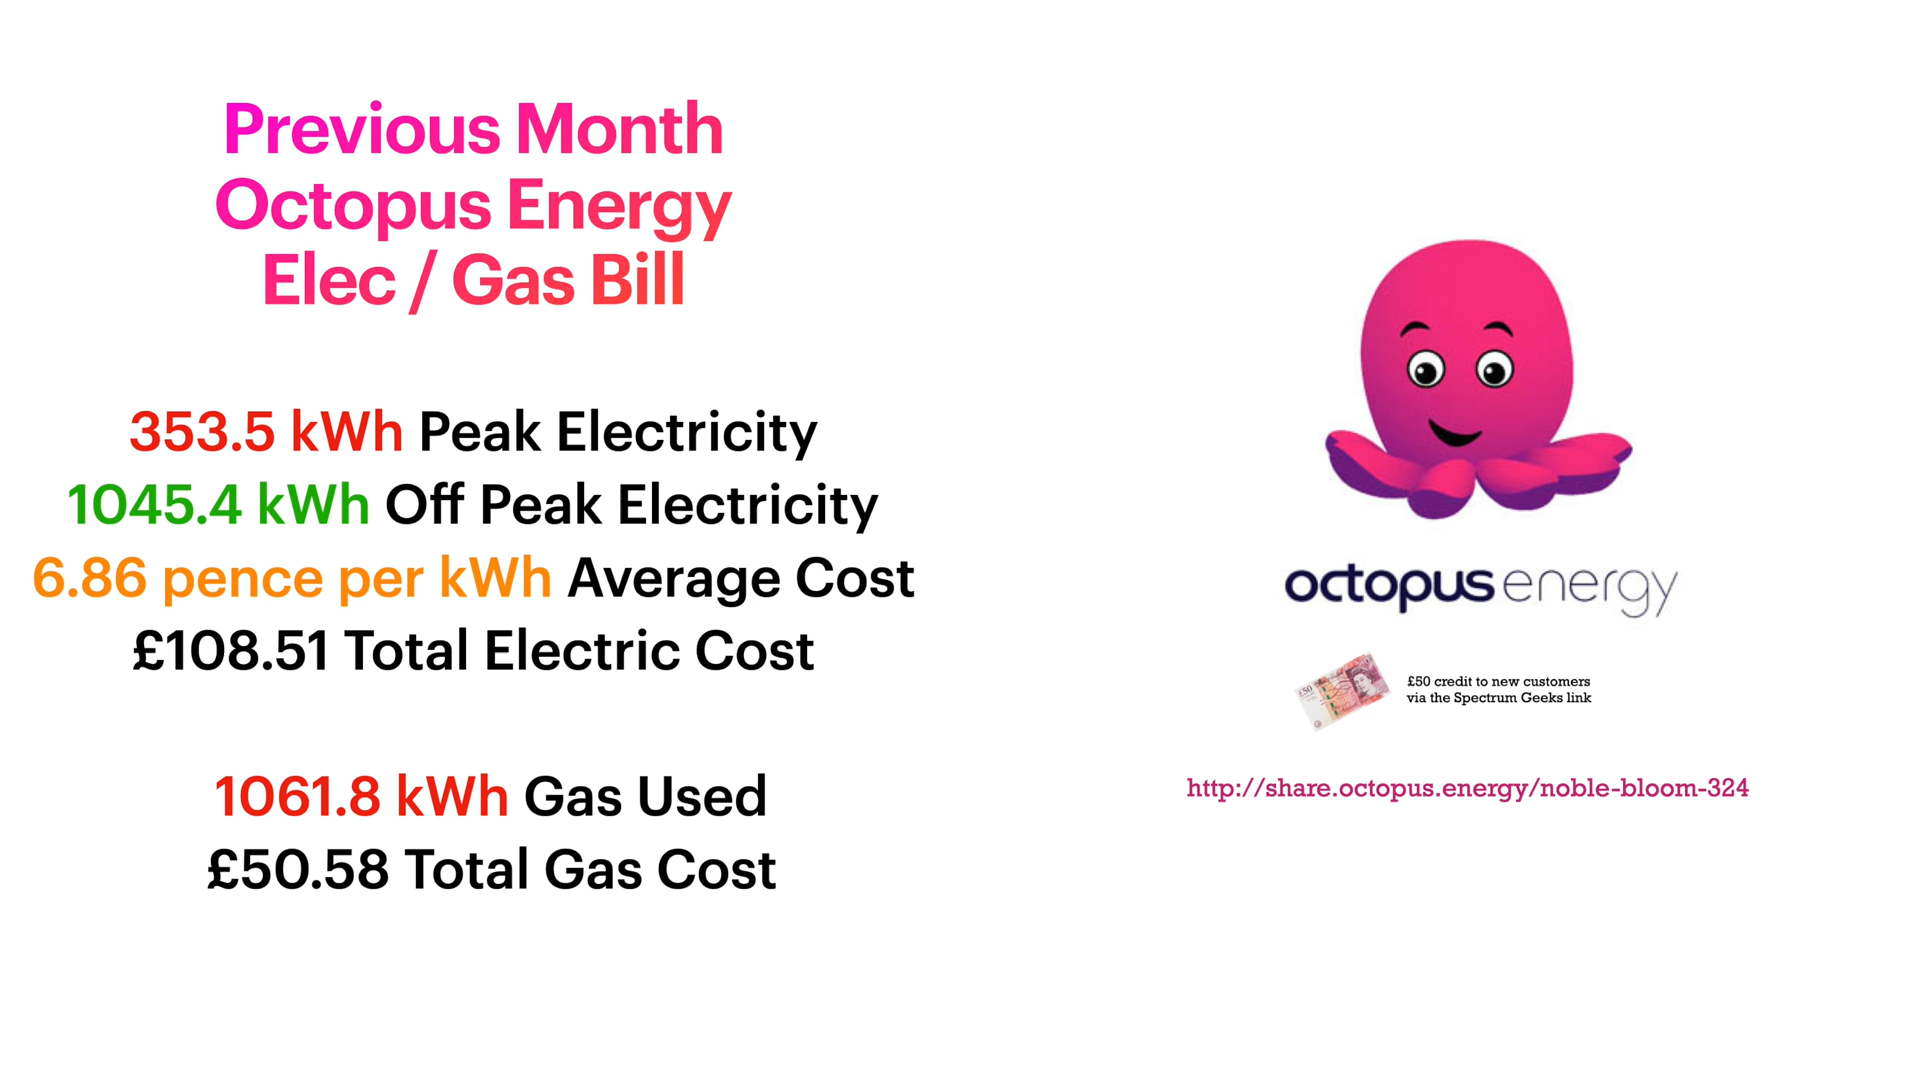 Previous Month
Octopus Energy
Elec / Gas Bill
353.5 kWh Peak Electricity
1045.4 kWh Off Peak Electricity
6.86 pence per kWh Average Cost
£108.51 Total Electric Cost
1061.8 kWh Gas Used
£50.58 Total Gas Cost
octopus energy
£50
£50 credit to new customers
via the Spectrum Geeks link
http://share.octopus.energy/noble-bloom-324